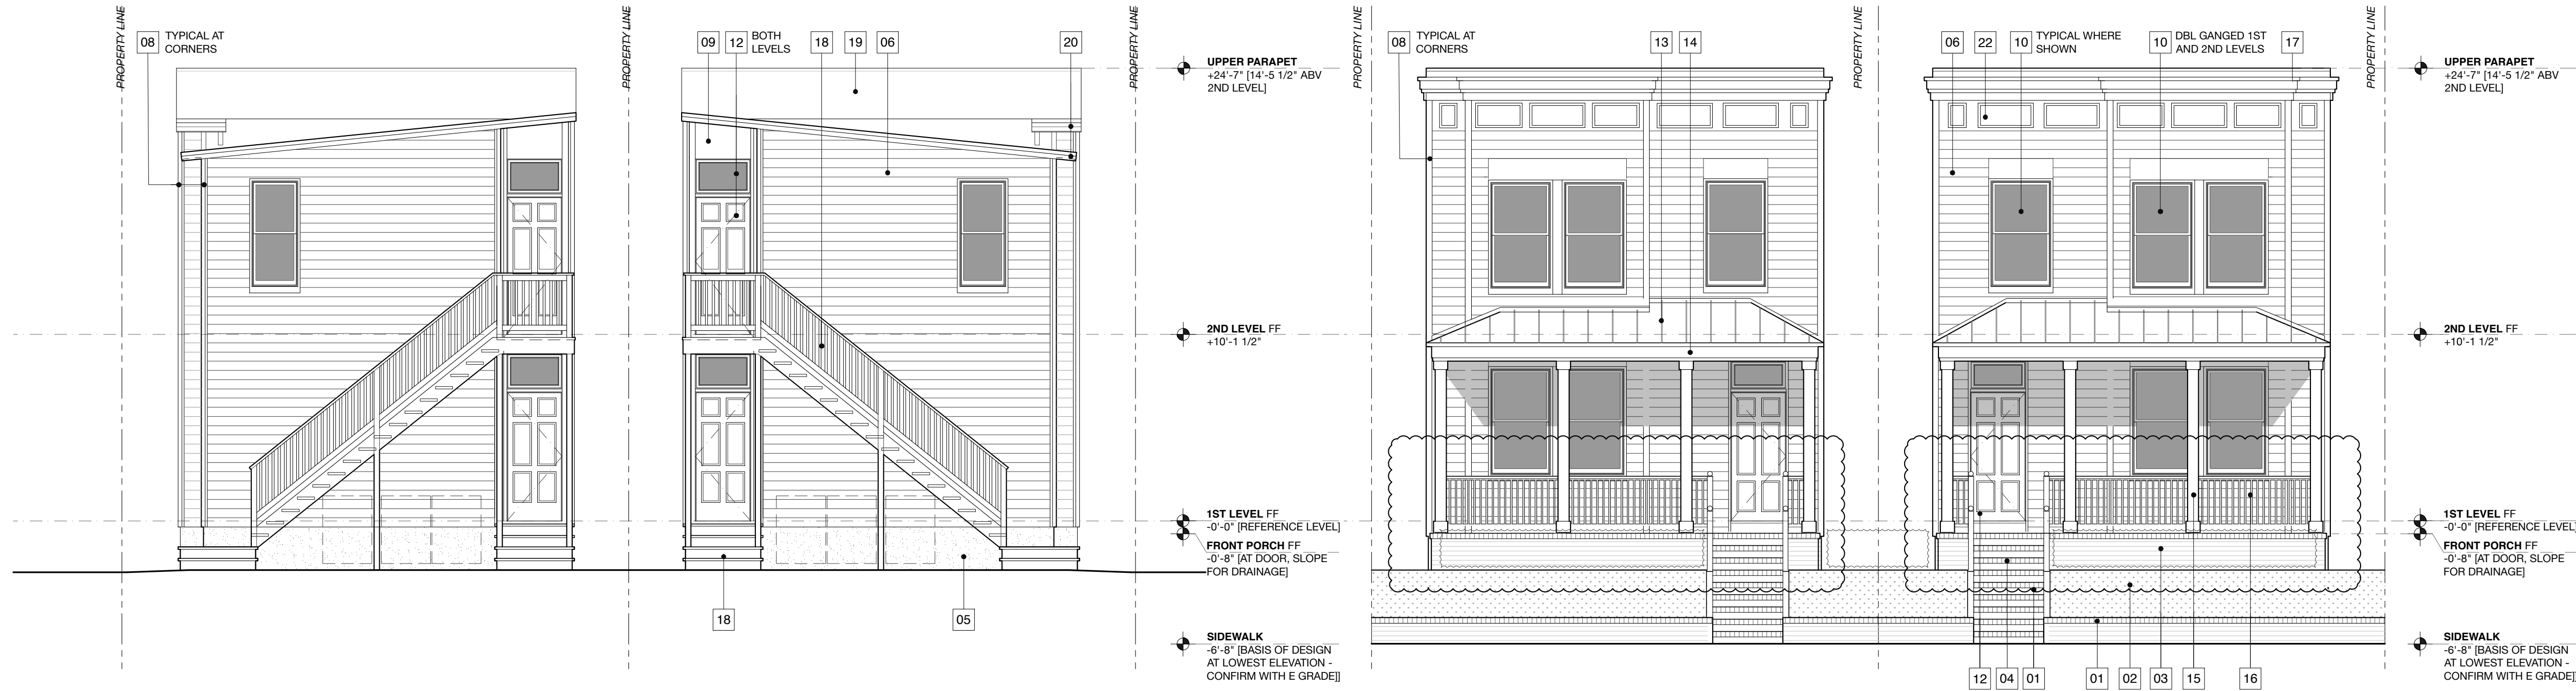 PROPERTY LINE
08 TYPICAL AT
CORNERS
PROPERTY LINE
09
12 BOTH
LEVELS
18
19
06
20
PROPERTY LINE
UPPER PARAPET
+24'-7" [14'-5 1/2" ABV
2ND LEVEL]
2ND LEVEL FF
+10'-1 1/2"
1ST LEVEL FF
-0'-0" [REFERENCE LEVEL]
FRONT PORCH FF
-0'-8" [AT DOOR, SLOPE
FOR DRAINAGE]
SIDEWALK
-6'-8" [BASIS OF DESIGN
AT LOWEST ELEVATION -
CONFIRM WITH E GRADE]]
18
05
PROPERTY LINE
08 TYPICAL AT
CORNERS
13
14
PROPERTY LINE
06
22
10 TYPICAL WHERE
SHOWN
10 DBL GANGED 1ST
AND 2ND LEVELS
17
PROPERTY LINE
UPPER PARAPET
+24'-7" [14'-5 1/2" ABV
2ND LEVEL]
2ND LEVEL FF
+10'-1 1/2"
1ST LEVEL FF
-0'-0" [REFERENCE LEVEL]
FRONT PORCH FF
-0'-8" [AT DOOR, SLOPE
FOR DRAINAGE]
SIDEWALK
-6'-8" [BASIS OF DESIGN
AT LOWEST ELEVATION -
CONFIRM WITH E GRADE]
12
04
01
01
02
03
15
16